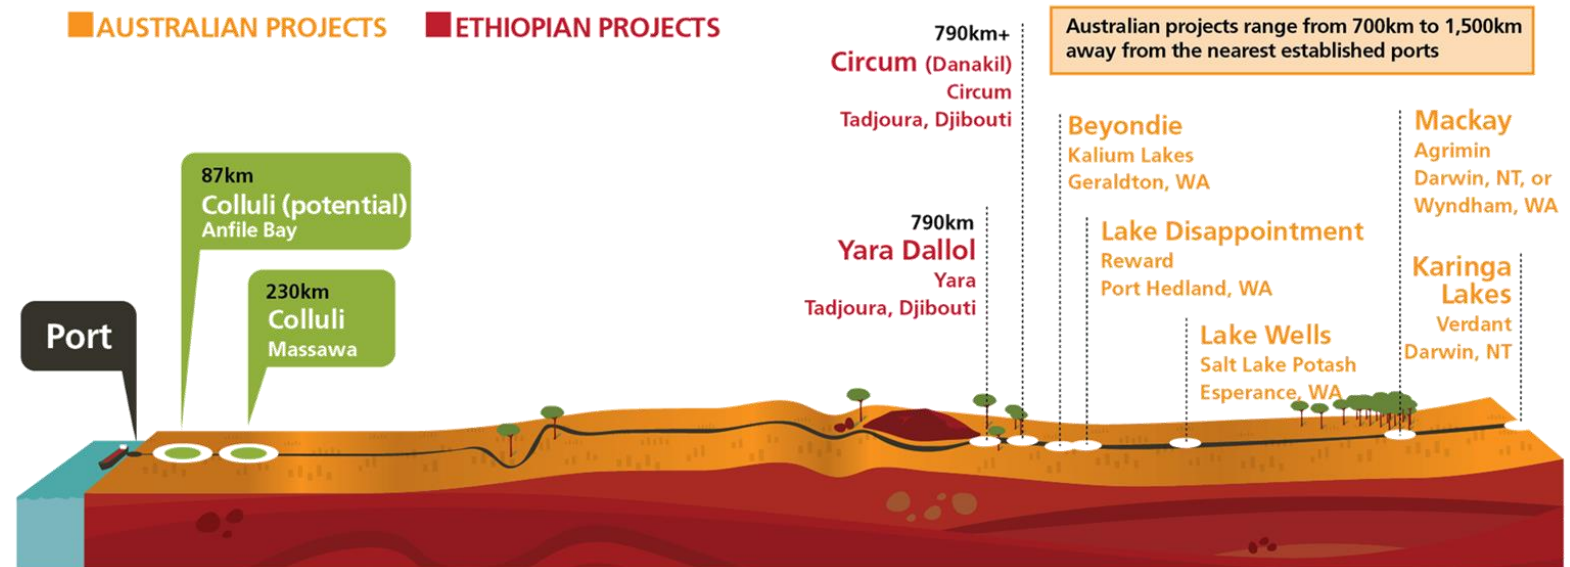 AUSTRALIAN PROJECTS
ETHIOPIAN PROJECTS
Australian projects range from 700km to 1,500km
away from the nearest established ports
790km+
Circum (Danakil)
Circum
Tadjoura, Djibouti
Beyondie
Kalium Lakes
Geraldton, WA
Mackay
Agrimin
Darwin, NT, or
Wyndham, WA
87km
Colluli (potential)
Anfile Bay
790km
Yara Dallol
Yara
Tadjoura, Djibouti
Lake Disappointment
Reward
Port Hedland, WA
Karinga
Lakes
Verdant
Darwin, NT
230km
Colluli
Massawa
Port
Lake Wells
Salt Lake Potash
Esperance, WA